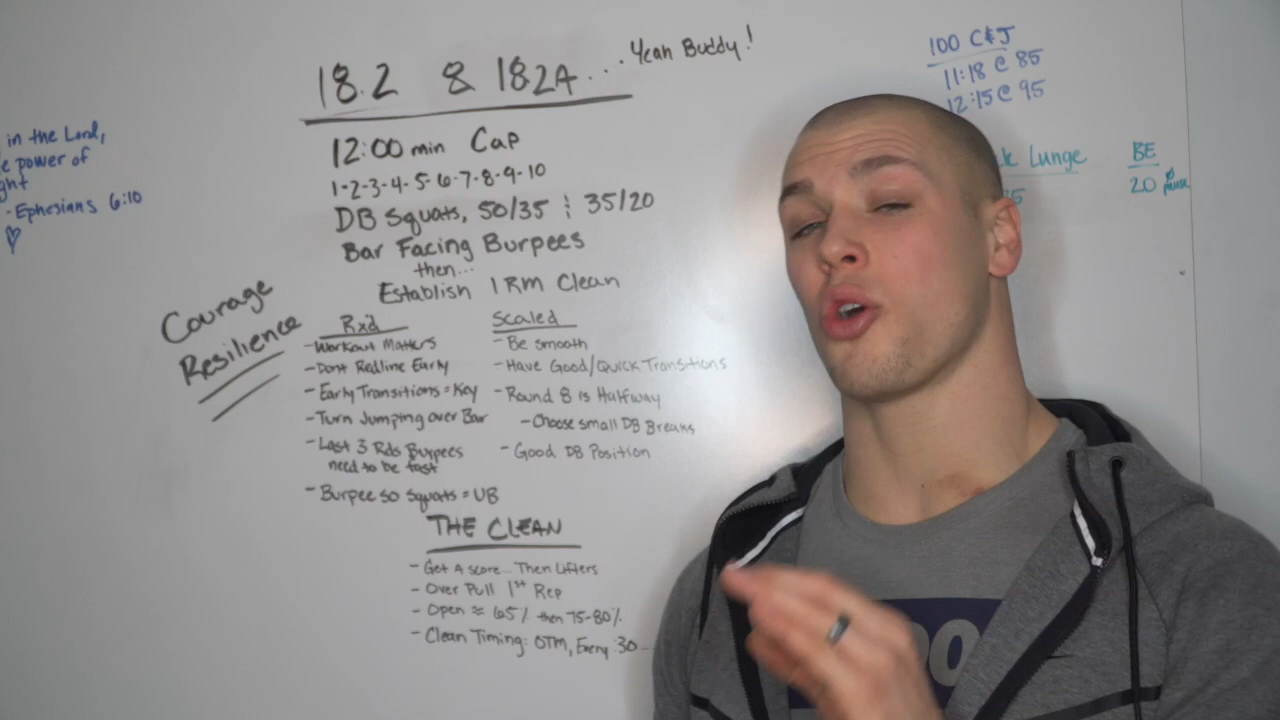 18.2 & 18.2A... Yeah Buddy!
12:00 min Cap
1-2-3-4-5-6-7-8-9-10
DB Squats, 50/35 ; 35/20
Bar Facing Burpees
then...
Establish 1 RM Clean
in the Lord,
power of
- Ephesians 6:10
Courage
Resilience
Rxd
- Workout Matters
- Dont Redline Early
- Early Transitions = Key
- Turn Jumping over Bar
- Last 3 Rds Burpees
need to be fast
- Burpee so Squats = UB
Scaled
- Be smooth
- Have Good/Quick Transitions
- Round 8 is Halfway
- Choose small DB Breaks
- Good DB Position
THE CLEAN
- Get A score... Then Lifters
- Over Pull 1st Rep
- Open ≈ 65% then 75-80%
- Clean Timing: OTM, Every :30...
100 C&J
11:18 @ 85
12:15 @ 95
Lunge
BE
20